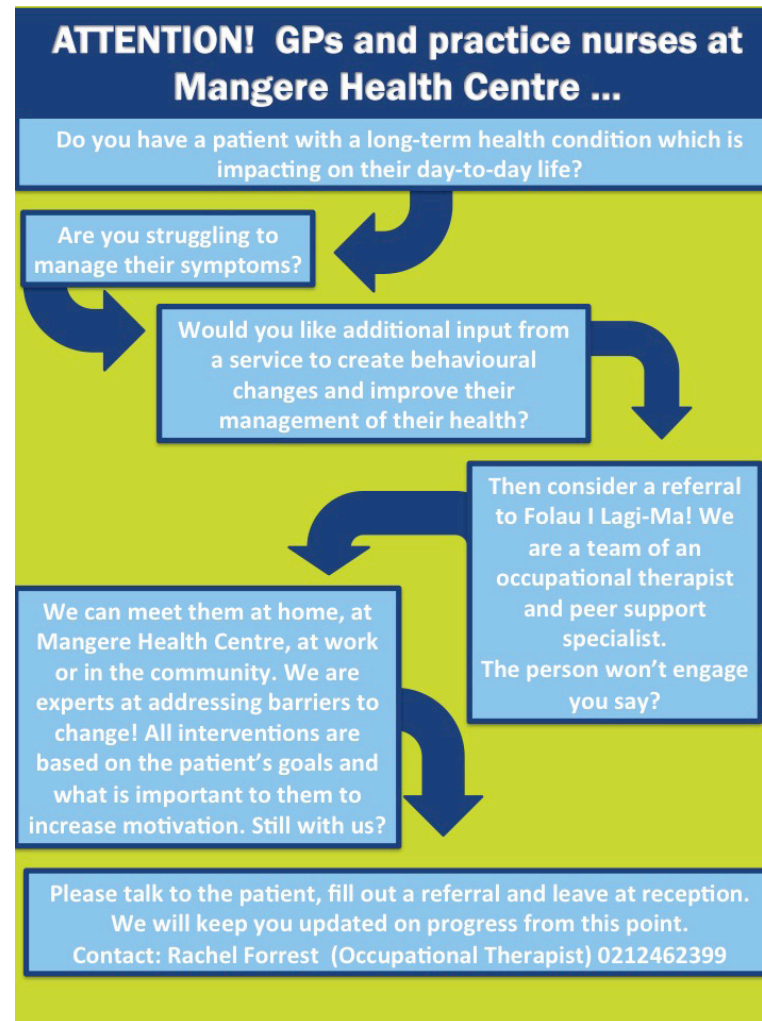 ATTENTION!  GPs and practice nurses at
Mangere Health Centre ...
Do you have a patient with a long-term health condition which is
impacting on their day-to-day life?
Are you struggling to
manage their symptoms?
Would you like additional input from
a service to create behavioural
changes and improve their
management of their health?
Then consider a referral
to Folau I Lagi-Ma! We
are a team of an
occupational therapist
and peer support
specialist.
The person won’t engage
you say?
We can meet them at home, at
Mangere Health Centre, at work
or in the community. We are
experts at addressing barriers to
change! All interventions are
based on the patient’s goals and
what is important to them to
increase motivation. Still with us?
Please talk to the patient, fill out a referral and leave at reception.
We will keep you updated on progress from this point.
Contact: Rachel Forrest  (Occupational Therapist) 0212462399